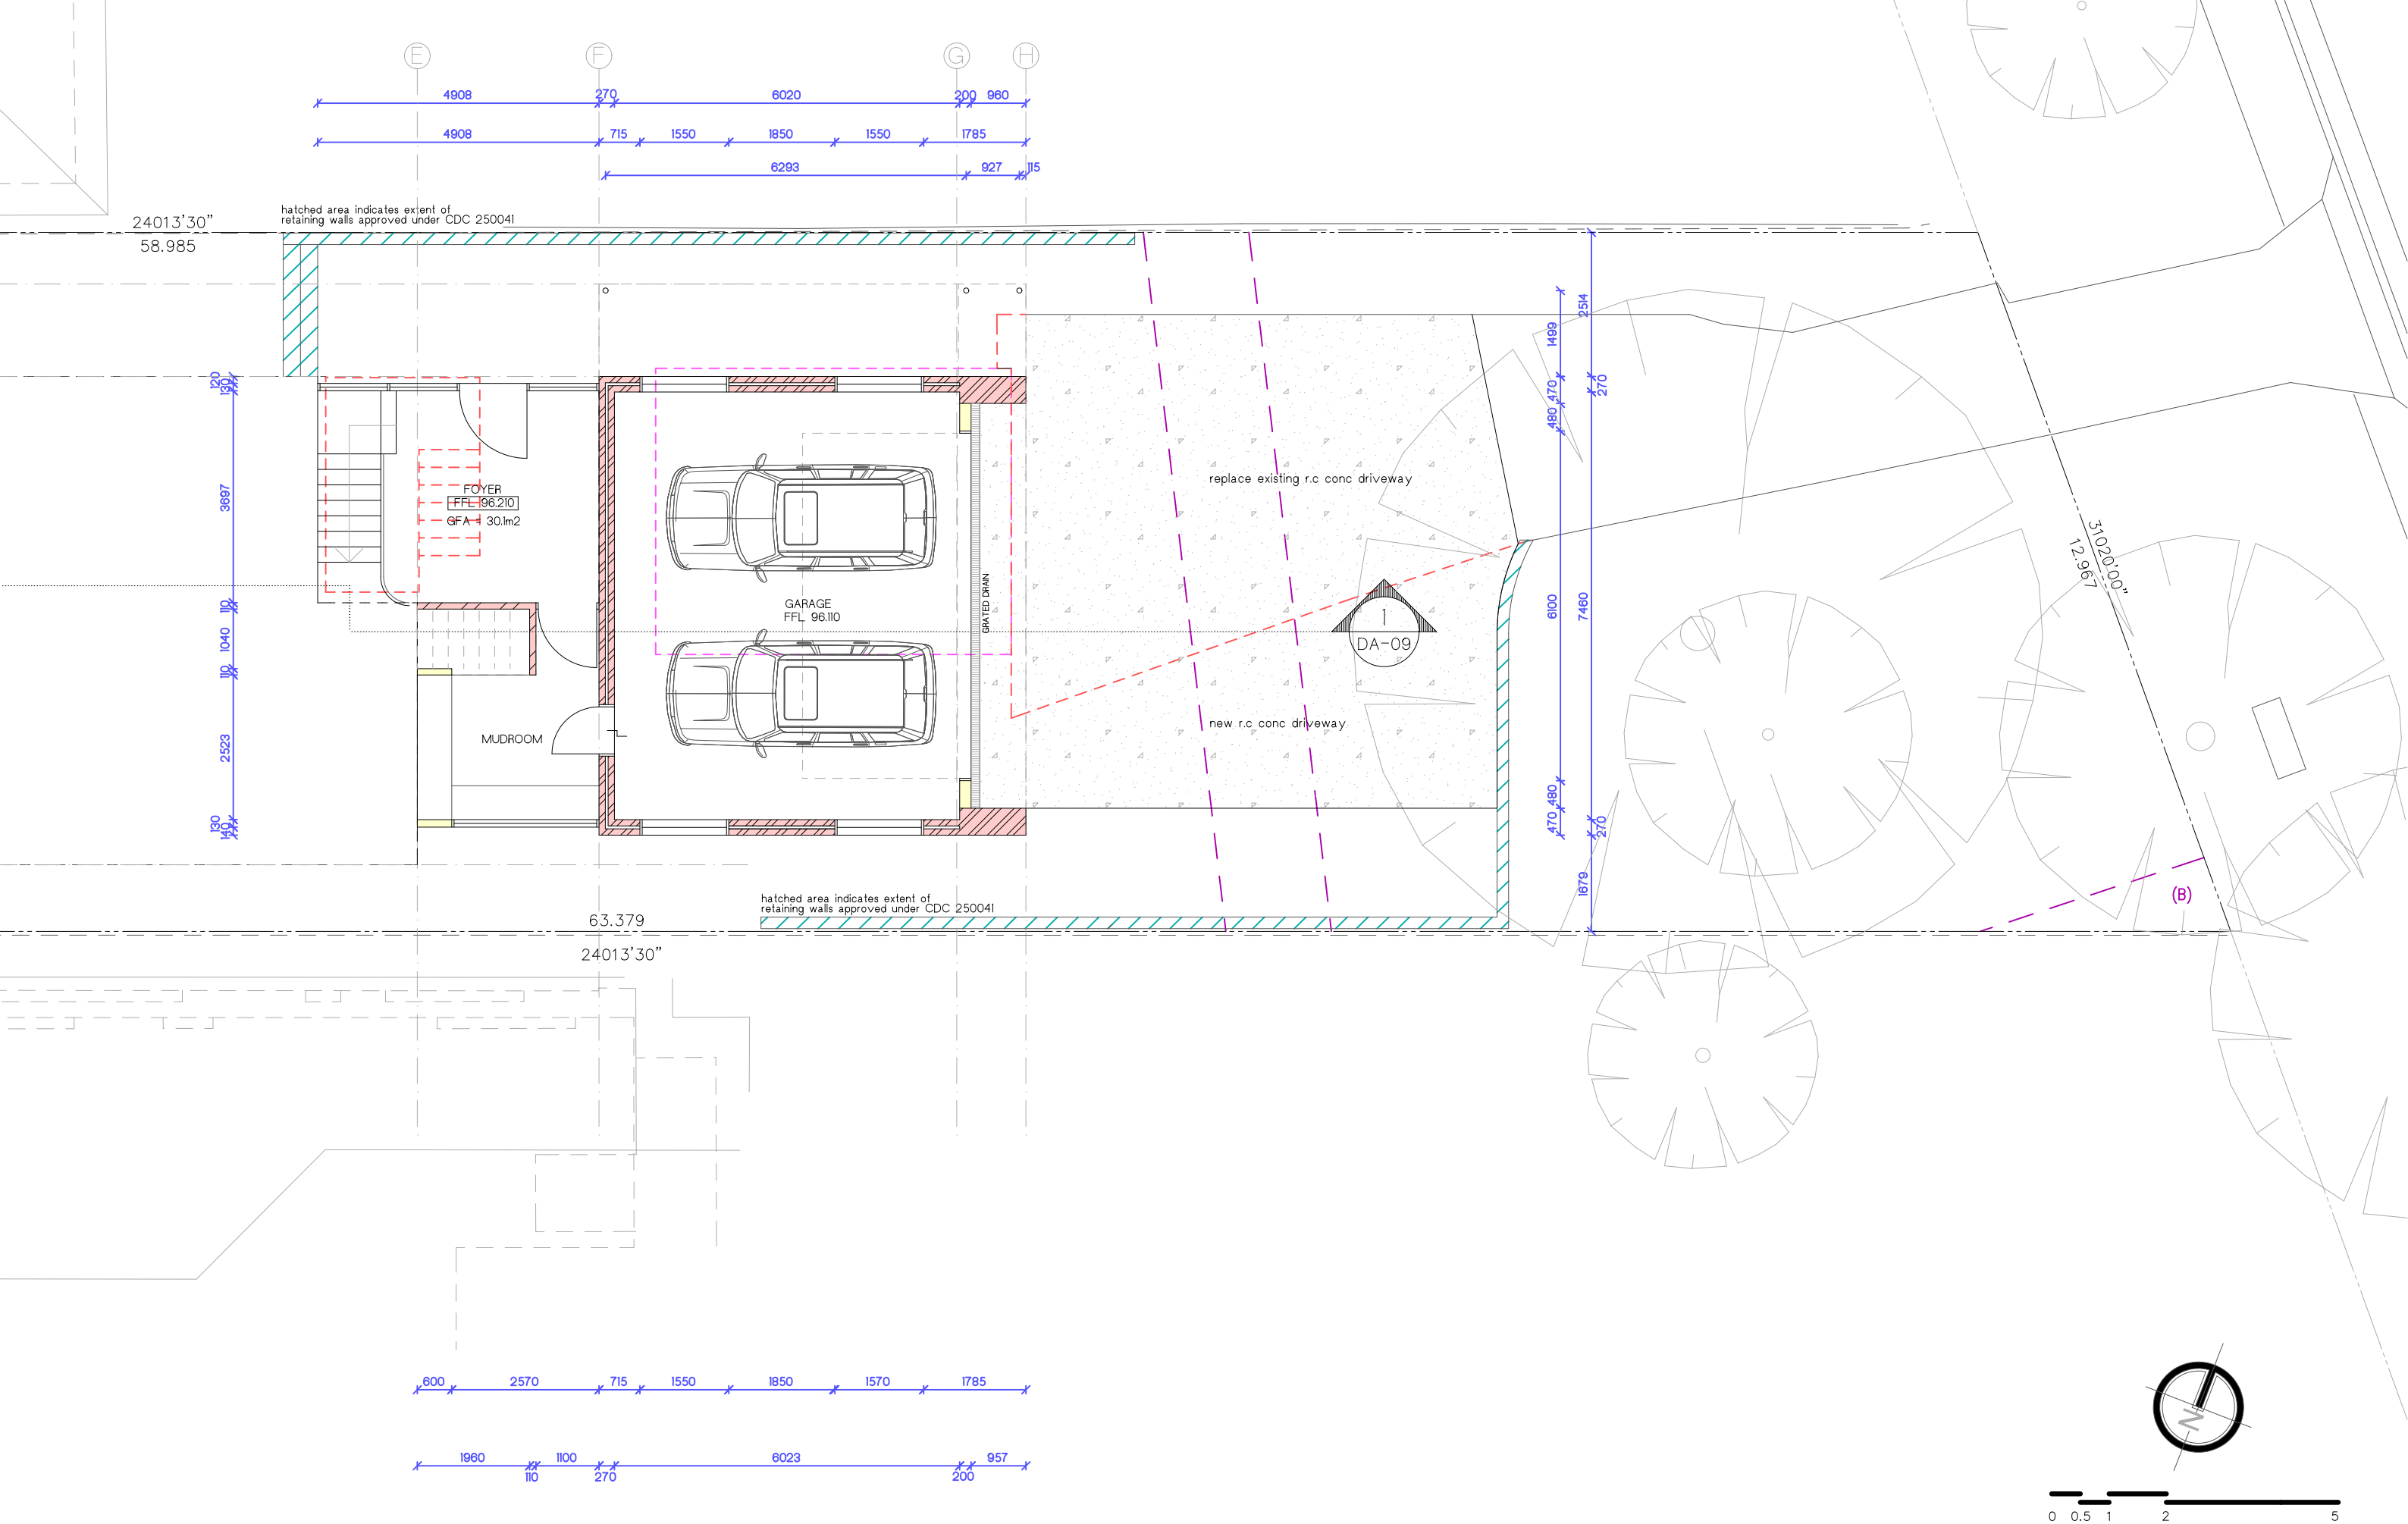 E F G H
4908 270 6020 200 960
4908 715 1550 1850 1550 1785
6293 927 115
hatched area indicates extent of
retaining walls approved under CDC 250041
24013'30"
58.985
2514
1499
120
130
470
270
480
3697
FOYER
FFL 96.210
GFA = 30.1m2
replace existing r.c conc driveway
31020'00"
12.967
GRATED DRAIN
GARAGE
FFL 96.110
110
1040
110
6100
7460
1
DA-09
MUDROOM
2523
new r.c conc driveway
130
140
480
470
270
1679
(B)
hatched area indicates extent of
retaining walls approved under CDC 250041
63.379
24013'30"
600 2570 715 1550 1850 1570 1785
1960 1100 6023 957
110 270 200
N
0 0.5 1 2 5